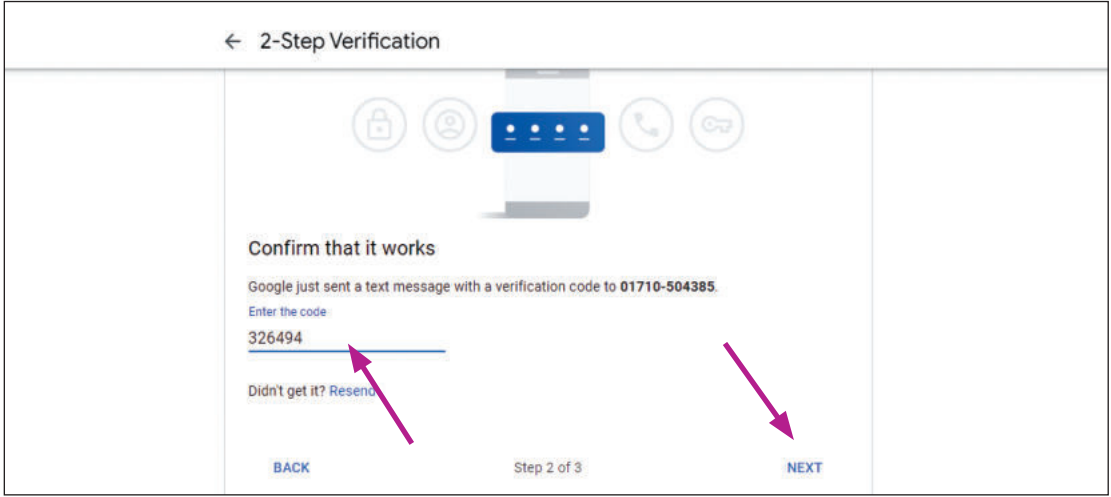 2-Step Verification
Confirm that it works
Google just sent a text message with a verification code to 01710-504385.
Enter the code
326494
Didn't get it? Resend
BACK Step 2 of 3 NEXT